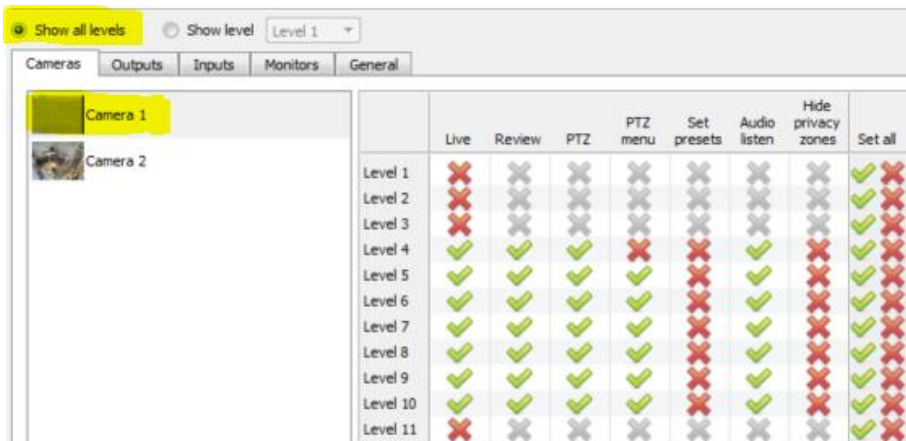 Show all levels Show level Level 1
Cameras Outputs Inputs Monitors General
Camera 1
Camera 2
Live Review PTZ PTZ menu Set presets Audio listen Hide privacy zones Set all
Level 1
Level 2
Level 3
Level 4
Level 5
Level 6
Level 7
Level 8
Level 9
Level 10
Level 11